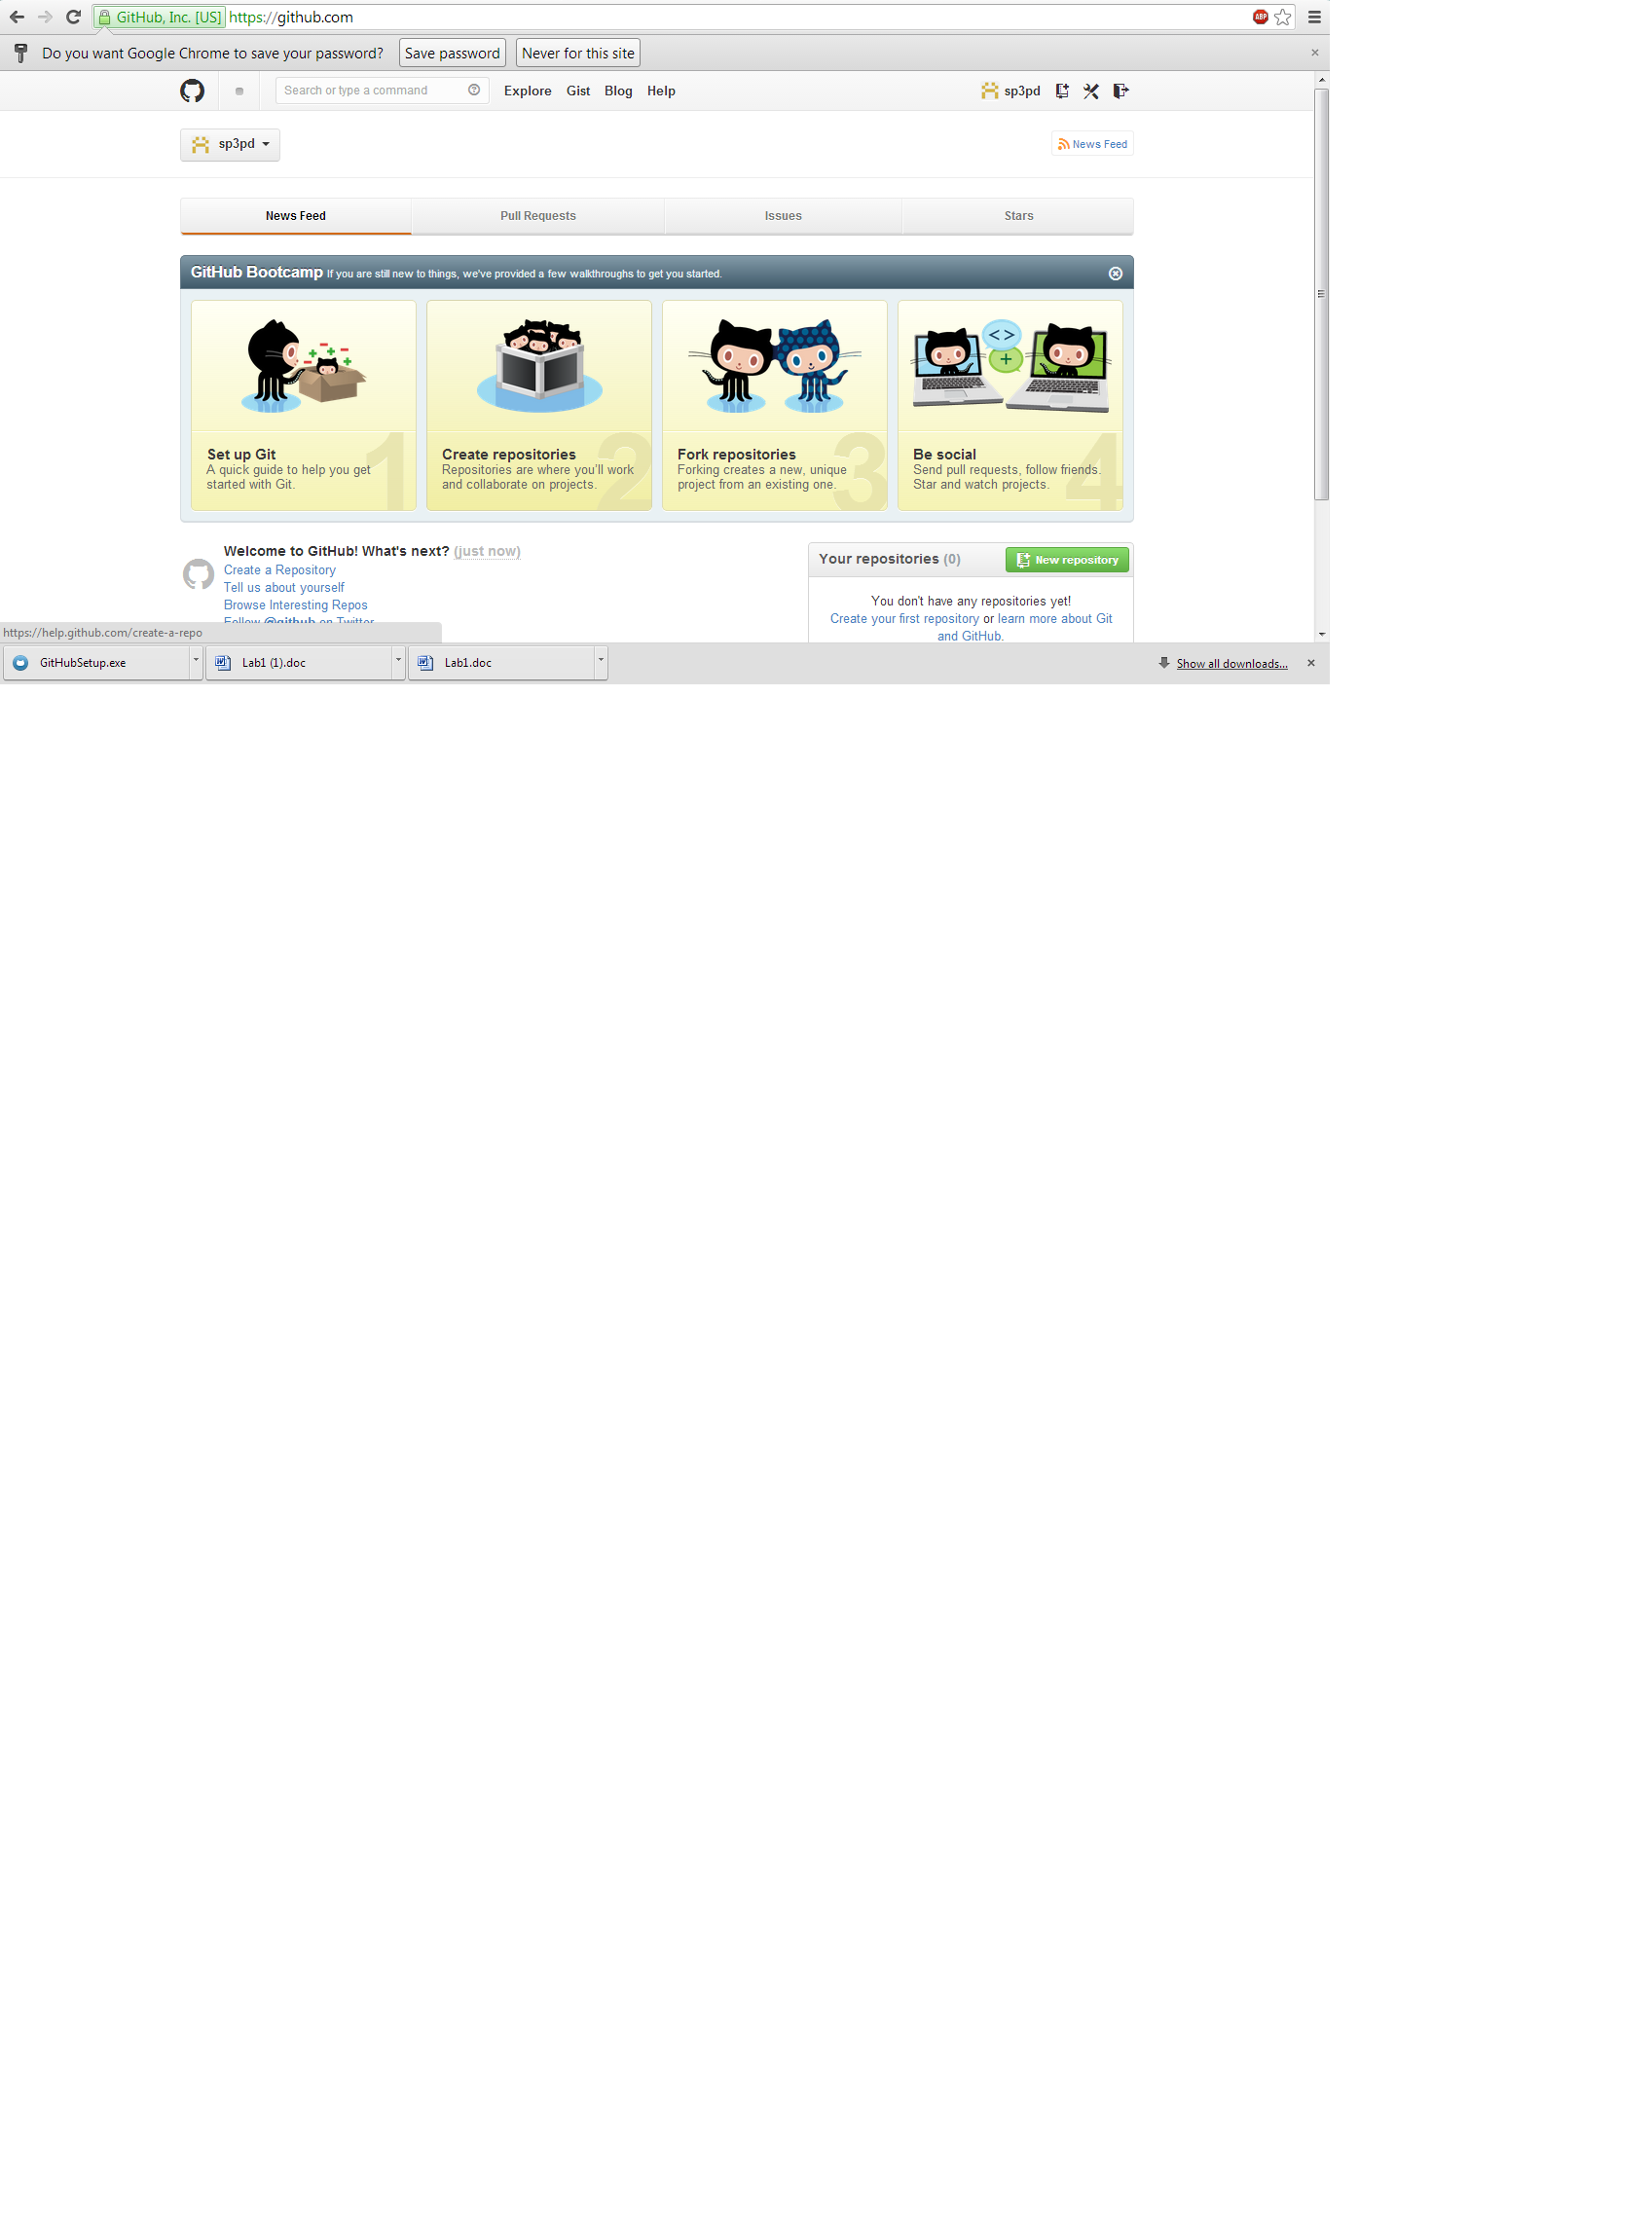 GitHub, Inc. [US] https://github.com
ABP
Do you want Google Chrome to save your password? Save password Never for this site
Search or type a command Explore Gist Blog Help sp3pd
sp3pd News Feed
News Feed Pull Requests Issues Stars
GitHub Bootcamp If you are still new to things, we've provided a few walkthroughs to get you started.
1
Set up Git
A quick guide to help you get
started with Git.
2
Create repositories
Repositories are where you'll work
and collaborate on projects.
3
Fork repositories
Forking creates a new, unique
project from an existing one.
<> +
4
Be social
Send pull requests, follow friends.
Star and watch projects.
Welcome to GitHub! What's next? (just now)
Create a Repository
Tell us about yourself
Browse Interesting Repos
Follow @github on Twitter
Your repositories (0) New repository
You don't have any repositories yet!
Create your first repository or learn more about Git
and GitHub.
https://help.github.com/create-a-repo
GitHubSetup.exe Lab1 (1).doc Lab1.doc Show all downloads...